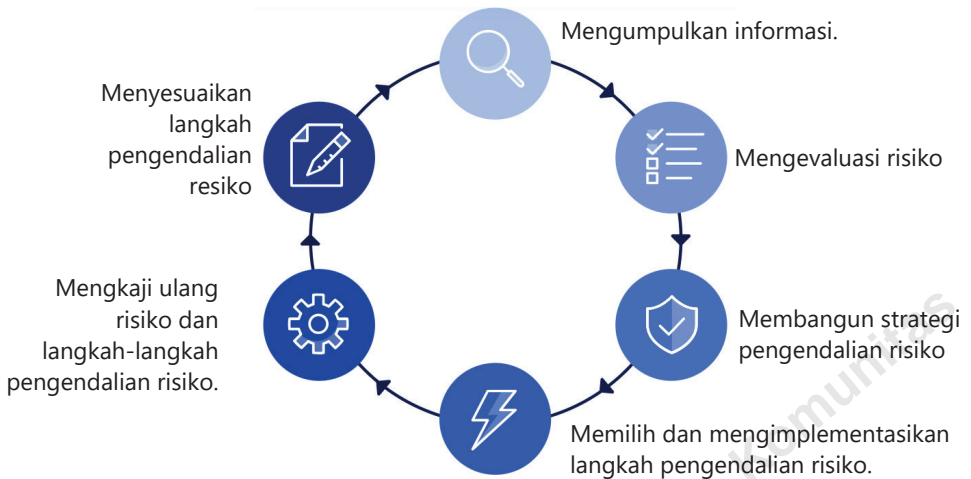 Mengumpulkan informasi.
Mengevaluasi risiko
Membangun strategi
pengendalian risiko
Memilih dan mengimplementasikan
langkah pengendalian risiko.
Mengkaji ulang
risiko dan
langkah-langkah
pengendalian risiko.
Menyesuaikan
langkah
pengendalian
resiko
Komunitas